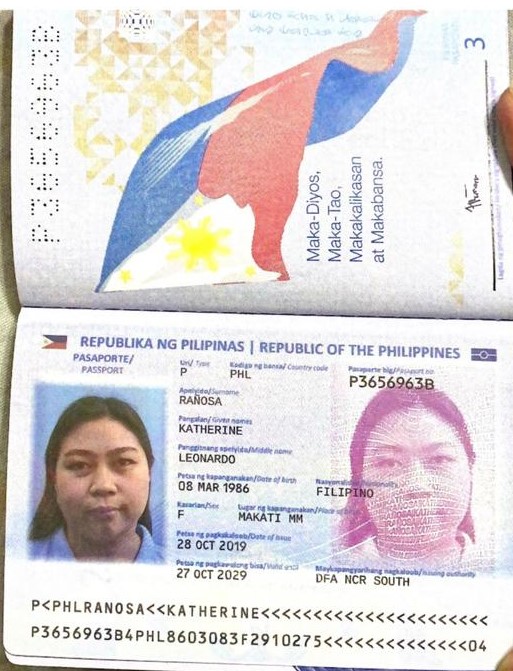 P3656963B
3
Maka-Diyos,
Maka-Tao,
Makakalikasan
at Makabansa.
REPUBLIKA NG PILIPINAS | REPUBLIC OF THE PHILIPPINES
PASAPORTE/
PASSPORT
Uri/ Type
Kodigo ng bansa/ Country code
Pasaporte blg/Passport no.
P
PHL
P3656963B
Apelyido/Surname
RAÑOSA
Pangalan/ Given names
KATHERINE
Panggitnang apelyido/Middle name
LEONARDO
Petsa ng kapanganakan/Date of birth
Nasyonalidad/Nationality
08 MAR 1986
FILIPINO
Kasarian/Sex
Lugar ng kapanganakan/Place of birth
F
MAKATI MM
Petsa ng pagkakaloob/Date of issue
28 OCT 2019
Petsa ng pagkawalang bisa/Valid until
Maykapangyarihang nagkaloob/Issuing authority
27 OCT 2029
DFA NCR SOUTH
P<PHLRANOSA<<KATHERINE<<<<<<<<<<<<<<<<<<<<<<
P3656963B4PHL8603083F2910275<<<<<<<<<<<<<<04